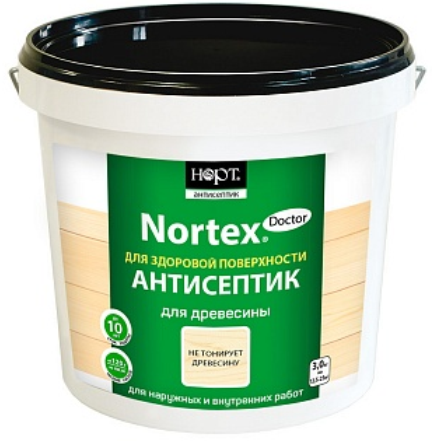 НОРТ
антисептик
Nortex® Doctor
ДЛЯ ЗДОРОВОЙ ПОВЕРХНОСТИ
АНТИСЕПТИК
для древесины
10
НЕ ТОНИРУЕТ
ДРЕВЕСИНУ
3,0
для наружных и внутренних работ